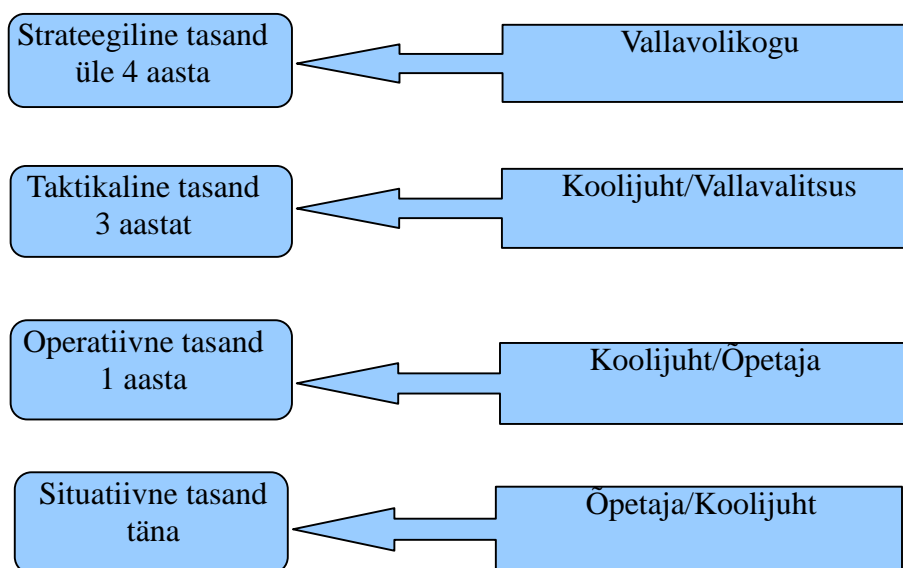 Strateegiline tasand
üle 4 aasta
Vallavolikogu
Taktikaline tasand
3 aastat
Koolijuht/Vallavalitsus
Operatiivne tasand
1 aasta
Koolijuht/Õpetaja
Situatiivne tasand
täna
Õpetaja/Koolijuht